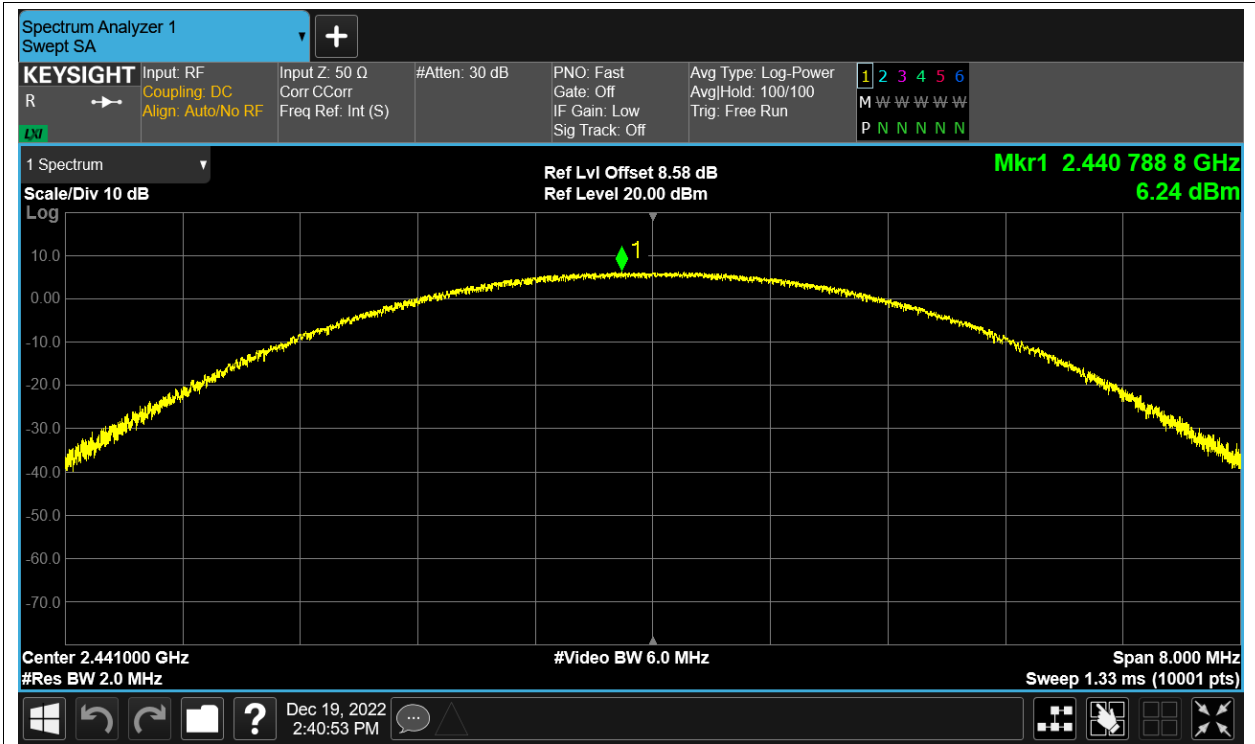 Spectrum Analyzer 1
Swept SA
KEYSIGHT
R
LXI
Input: RF
Coupling: DC
Align: Auto/No RF
Input Z: 50 Ω
Corr CCorr
Freq Ref: Int (S)
#Atten: 30 dB
PNO: Fast
Gate: Off
IF Gain: Low
Sig Track: Off
Avg Type: Log-Power
Avg|Hold: 100/100
Trig: Free Run
1 2 3 4 5 6
M W W W W W
P N N N N N
1 Spectrum
Scale/Div 10 dB
Log
Ref Lvl Offset 8.58 dB
Ref Level 20.00 dBm
Mkr1 2.440 788 8 GHz
6.24 dBm
1
10.0
0.00
-10.0
-20.0
-30.0
-40.0
-50.0
-60.0
-70.0
Center 2.441000 GHz
#Res BW 2.0 MHz
#Video BW 6.0 MHz
Span 8.000 MHz
Sweep 1.33 ms (10001 pts)
?
Dec 19, 2022
2:40:53 PM